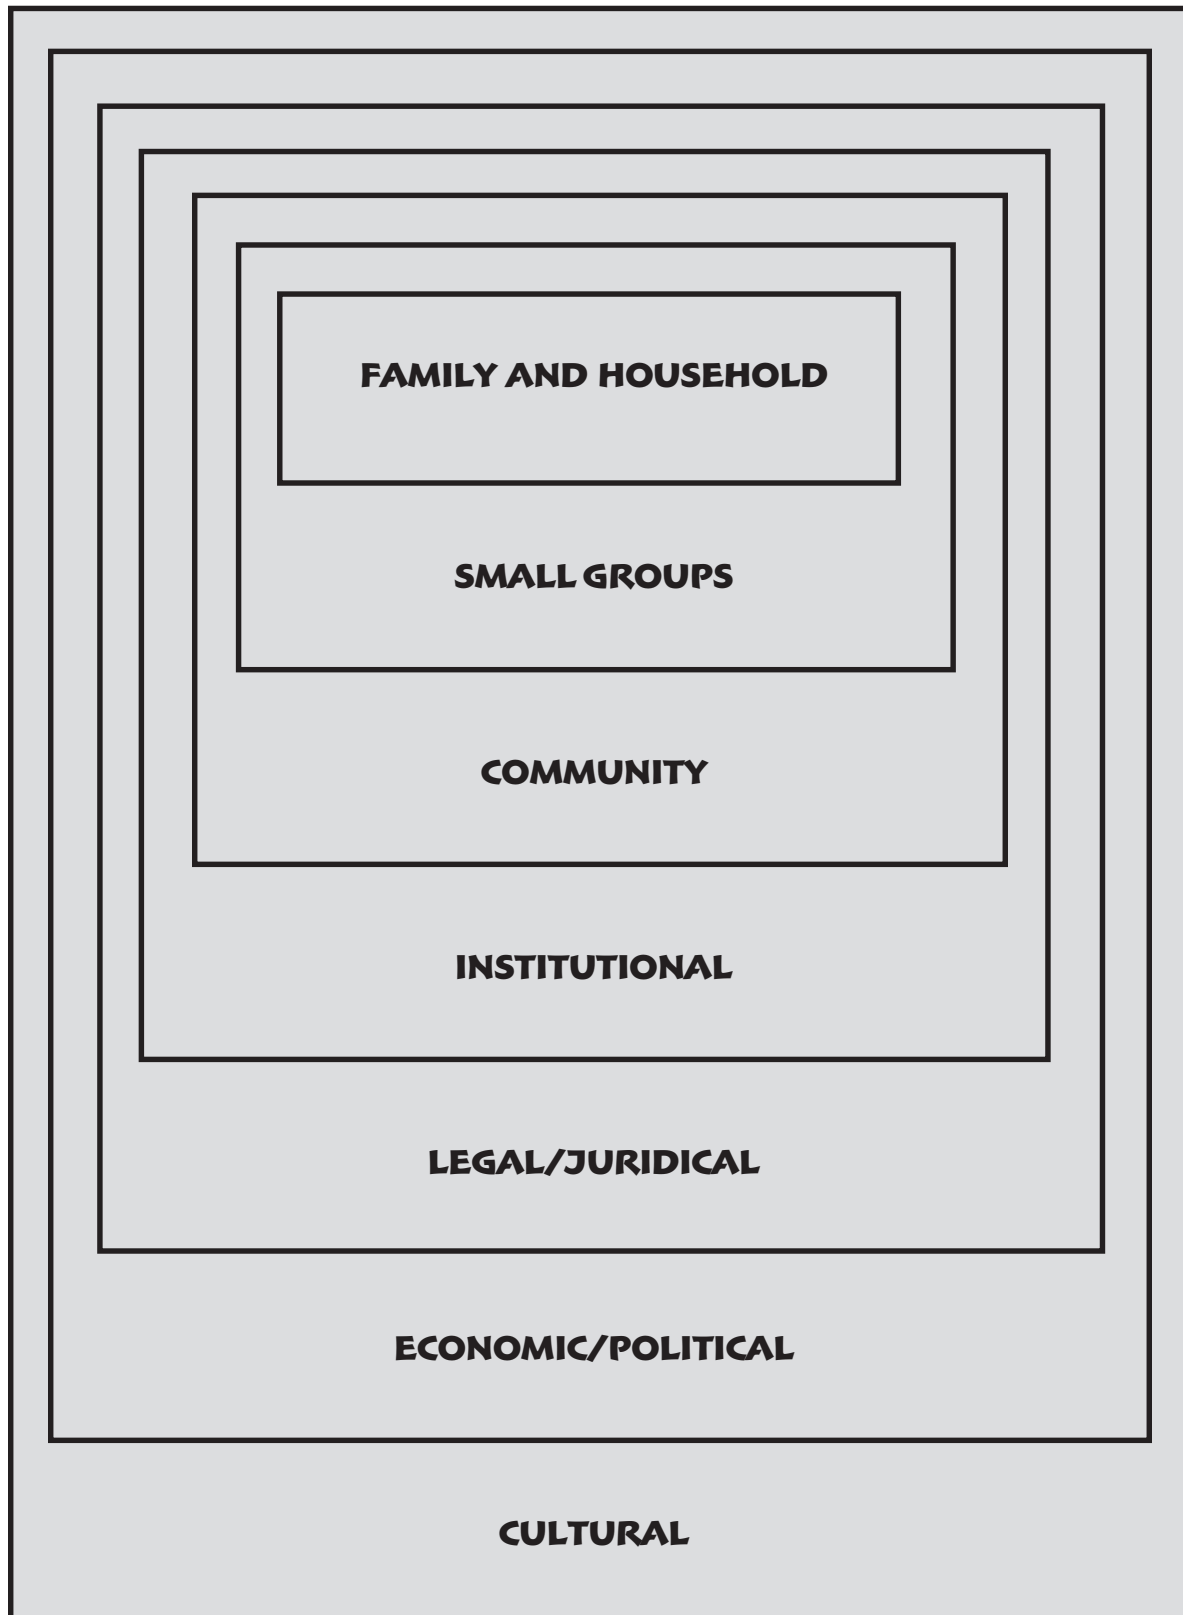 FAMILY AND HOUSEHOLD
SMALL GROUPS
COMMUNITY
INSTITUTIONAL
LEGAL/JURIDICAL
ECONOMIC/POLITICAL
CULTURAL